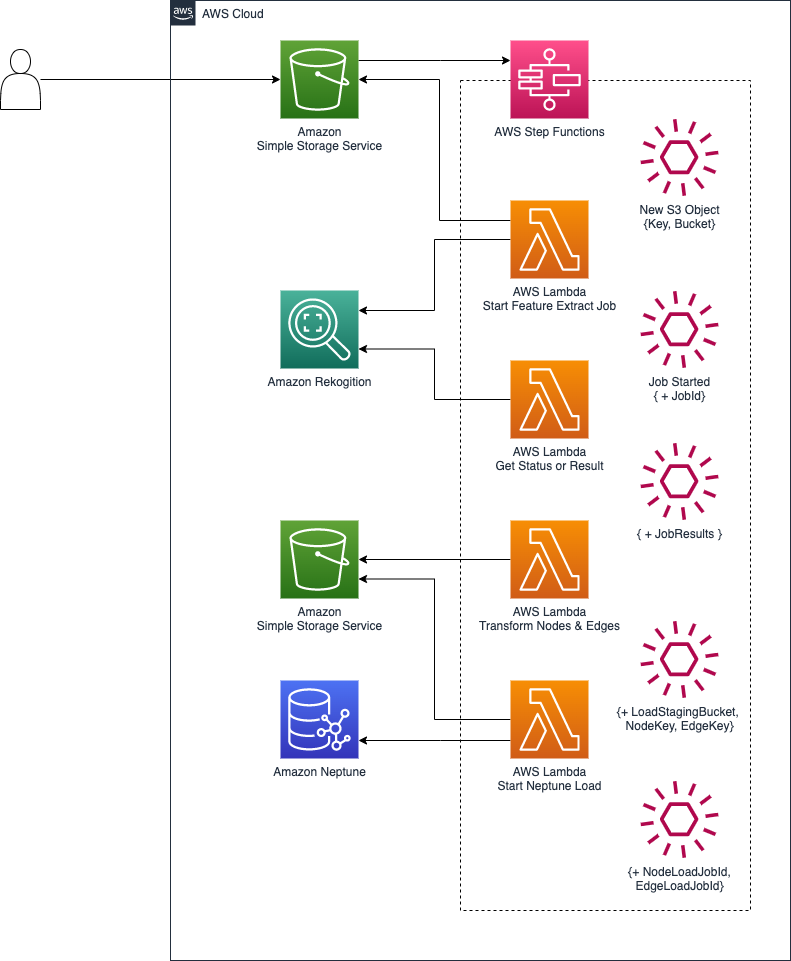 aws
AWS Cloud
Amazon
Simple Storage Service
AWS Step Functions
New S3 Object
{Key, Bucket}
AWS Lambda
Start Feature Extract Job
Amazon Rekogition
Job Started
{ + JobId}
AWS Lambda
Get Status or Result
{ + JobResults }
Amazon
Simple Storage Service
AWS Lambda
Transform Nodes & Edges
{+ LoadStagingBucket,
NodeKey, EdgeKey}
Amazon Neptune
AWS Lambda
Start Neptune Load
{+ NodeLoadJobId,
EdgeLoadJobId}